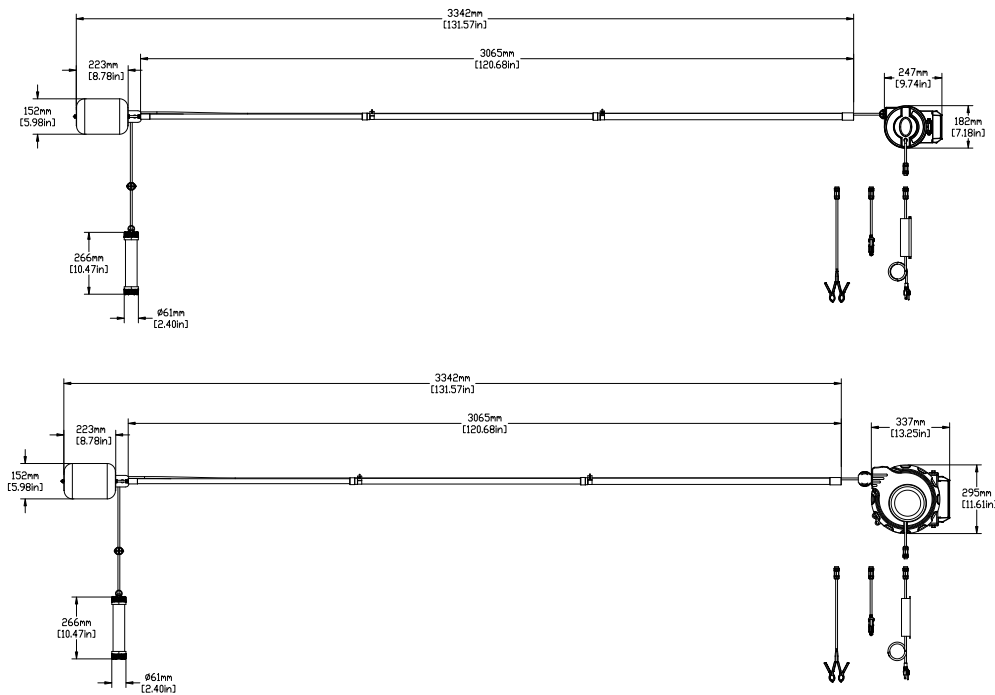 3342mm
[131.57in]
3065mm
[120.68in]
223mm
[8.78in]
247mm
[9.74in]
152mm
[5.98in]
182mm
[7.18in]
266mm
[10.47in]
Ø61mm
[2.40in]
3342mm
[131.57in]
3065mm
[120.68in]
223mm
[8.78in]
337mm
[13.25in]
152mm
[5.98in]
295mm
[11.61in]
266mm
[10.47in]
Ø61mm
[2.40in]